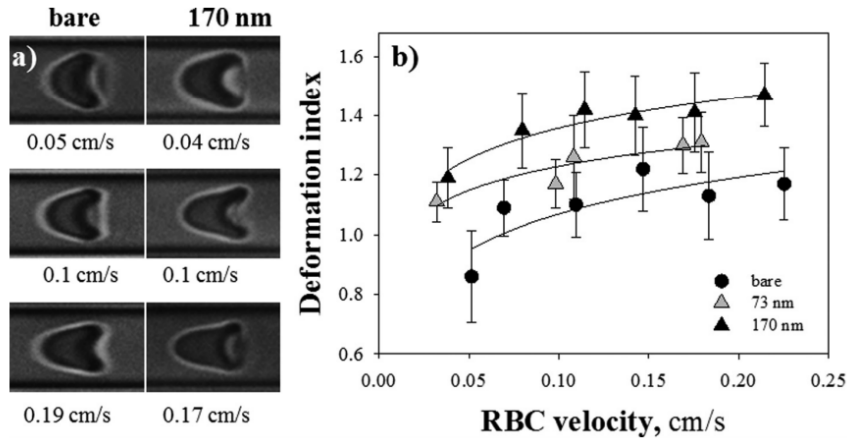 bare 170 nm
a)
0.05 cm/s 0.04 cm/s
0.1 cm/s 0.1 cm/s
0.19 cm/s 0.17 cm/s
b)
Deformation index
1.6
1.4
1.2
1.0
0.8
0.6
bare
73 nm
170 nm
0.00 0.05 0.10 0.15 0.20 0.25
RBC velocity, cm/s